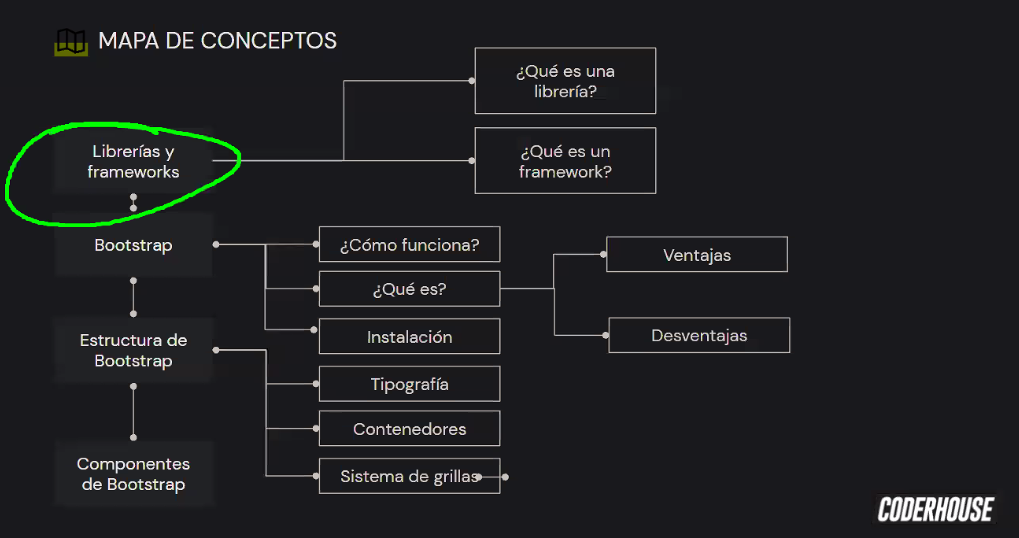 MAPA DE CONCEPTOS
¿Qué es una
librería?
Librerías y
frameworks
¿Qué es un
framework?
Bootstrap
¿Cómo funciona?
Ventajas
¿Qué es?
Instalación
Desventajas
Estructura de
Bootstrap
Tipografía
Contenedores
Componentes
de Bootstrap
Sistema de grillas
CODERHOUSE